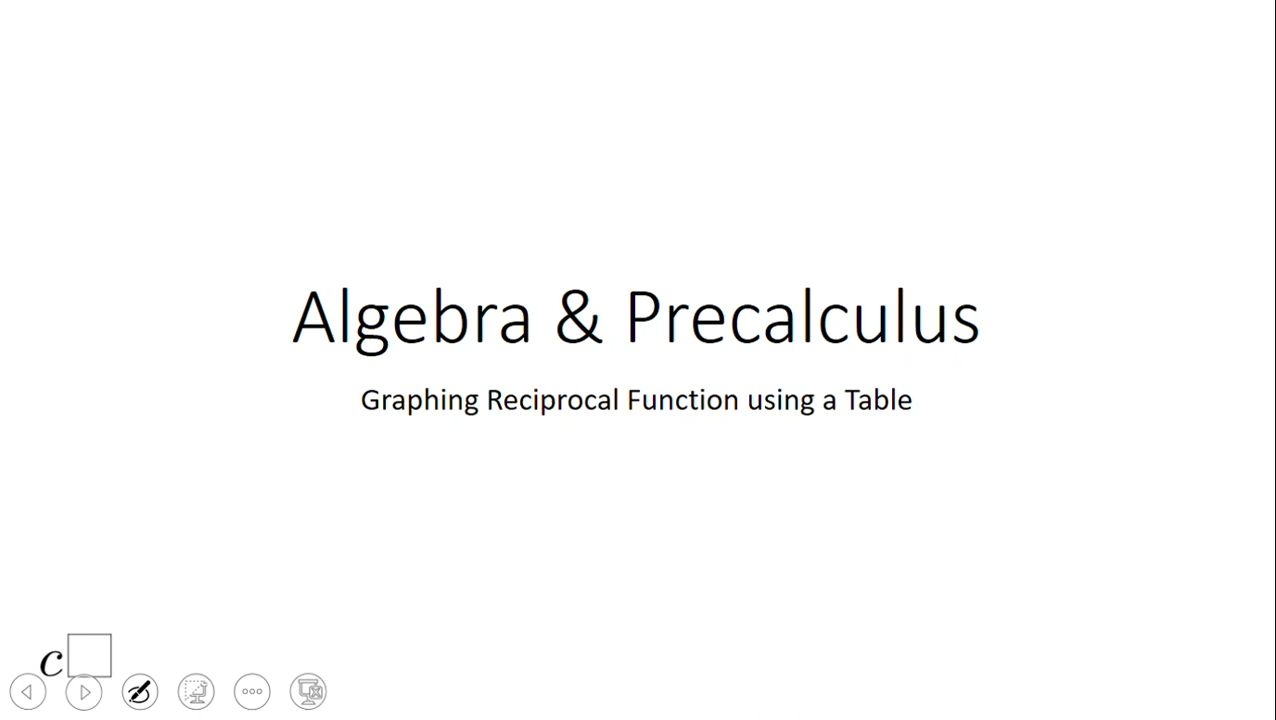 Algebra & Precalculus
Graphing Reciprocal Function using a Table
c